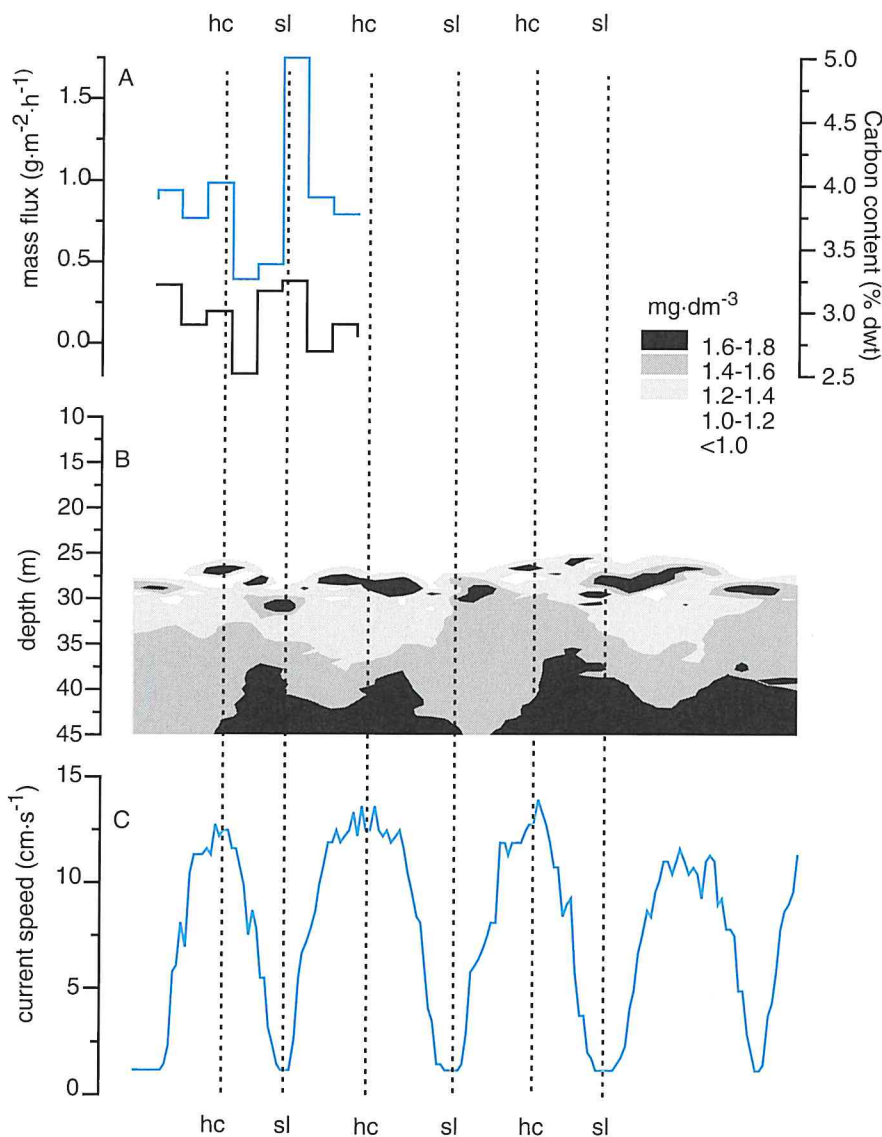 hc sl hc sl hc sl
A
mass flux (g·m-2·h-1)
1.5
1.0
0.5
0.0
5.0
4.5
4.0
3.5
3.0
2.5
Carbon content (% dwt)
mg·dm-3
1.6-1.8
1.4-1.6
1.2-1.4
1.0-1.2
<1.0
B
depth (m)
10
15
20
25
30
35
40
45
C
current speed (cm·s-1)
15
10
5
0
hc sl hc sl hc sl